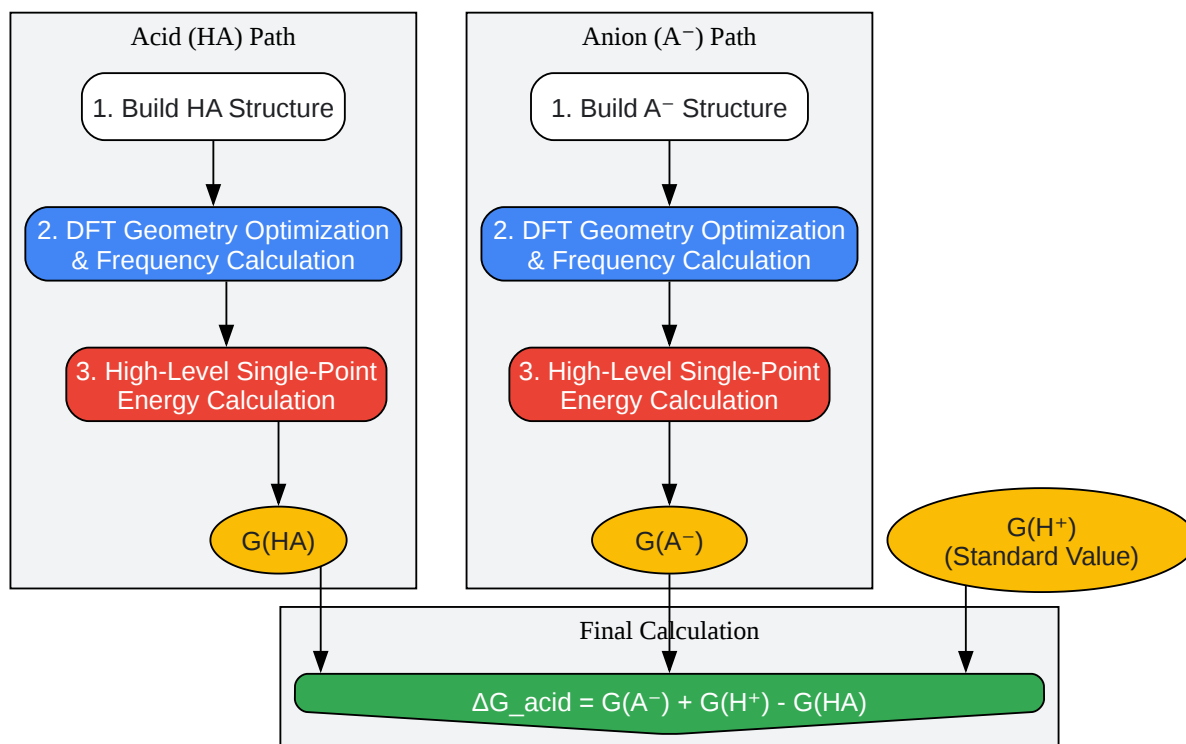 Acid (HA) Path
1. Build HA Structure
2. DFT Geometry Optimization
& Frequency Calculation
3. High-Level Single-Point
Energy Calculation
G(HA)
Anion (A⁻) Path
1. Build A⁻ Structure
2. DFT Geometry Optimization
& Frequency Calculation
3. High-Level Single-Point
Energy Calculation
G(A⁻)
G(H⁺)
(Standard Value)
Final Calculation
ΔG_acid = G(A⁻) + G(H⁺) - G(HA)